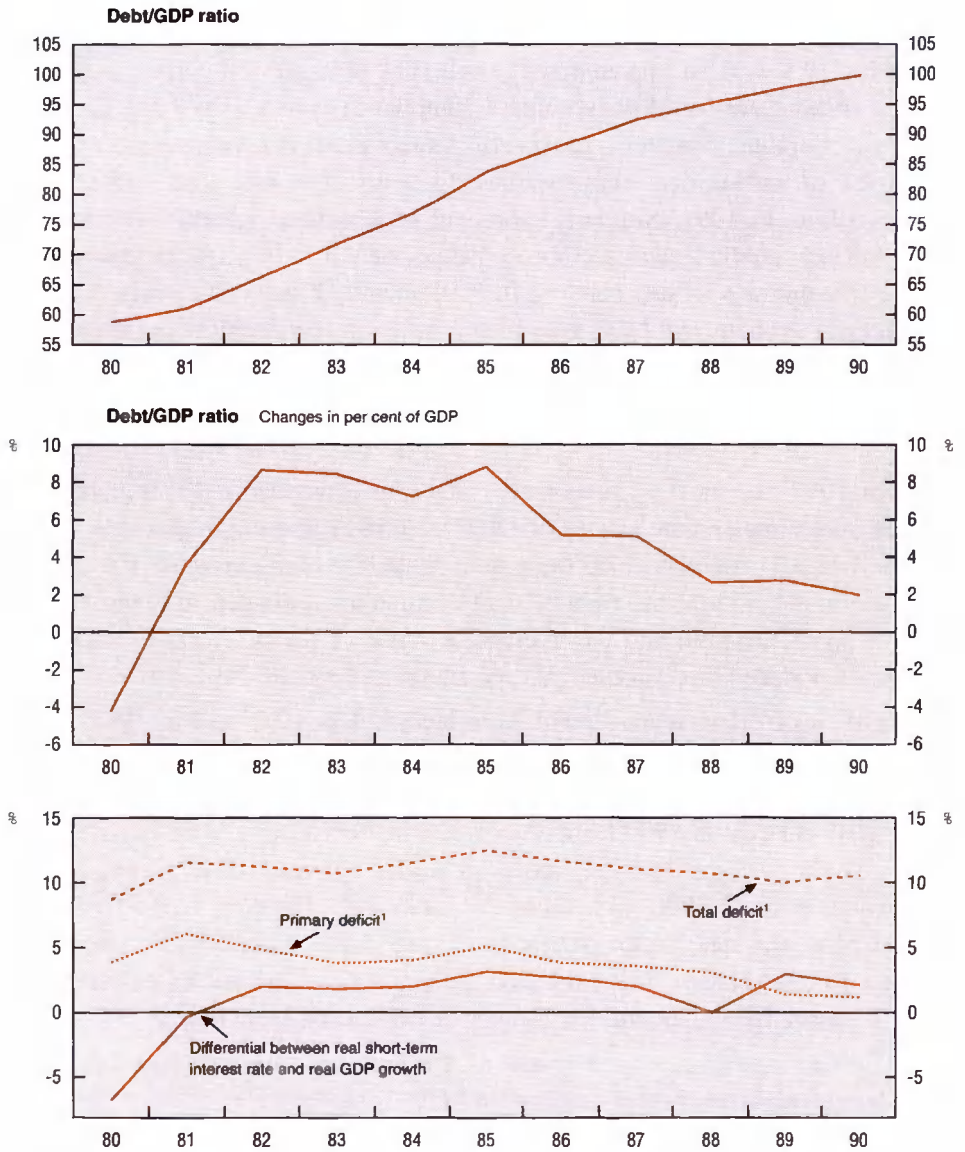 Debt/GDP ratio
105 105
100 100
95 95
90 90
85 85
80 80
75 75
70 70
65 65
60 60
55 55
80 81 82 83 84 85 86 87 88 89 90
Debt/GDP ratio Changes in per cent of GDP
% 10 10 %
8 8
6 6
4 4
2 2
0 0
-2 -2
-4 -4
-6 -6
80 81 82 83 84 85 86 87 88 89 90
% 15 15 %
10 10
Total deficit¹
Primary deficit¹
5 5
0 0
Differential between real short-term
interest rate and real GDP growth
-5 -5
80 81 82 83 84 85 86 87 88 89 90